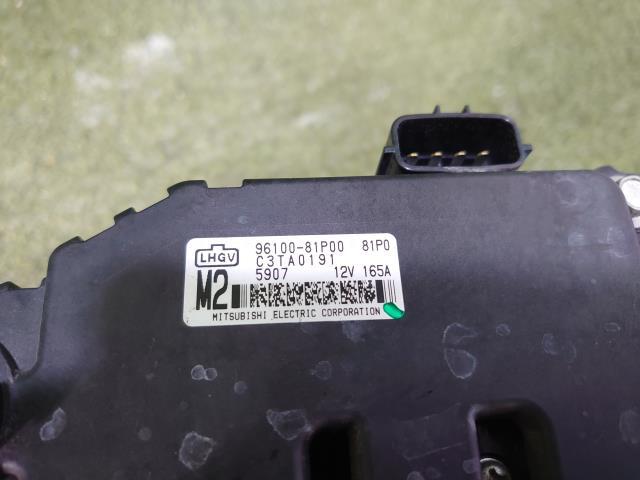 LHGV 96100-81P00 81P0
C3TA0191
M2 5907 12V 165A
MITSUBISHI ELECTRIC CORPORATION